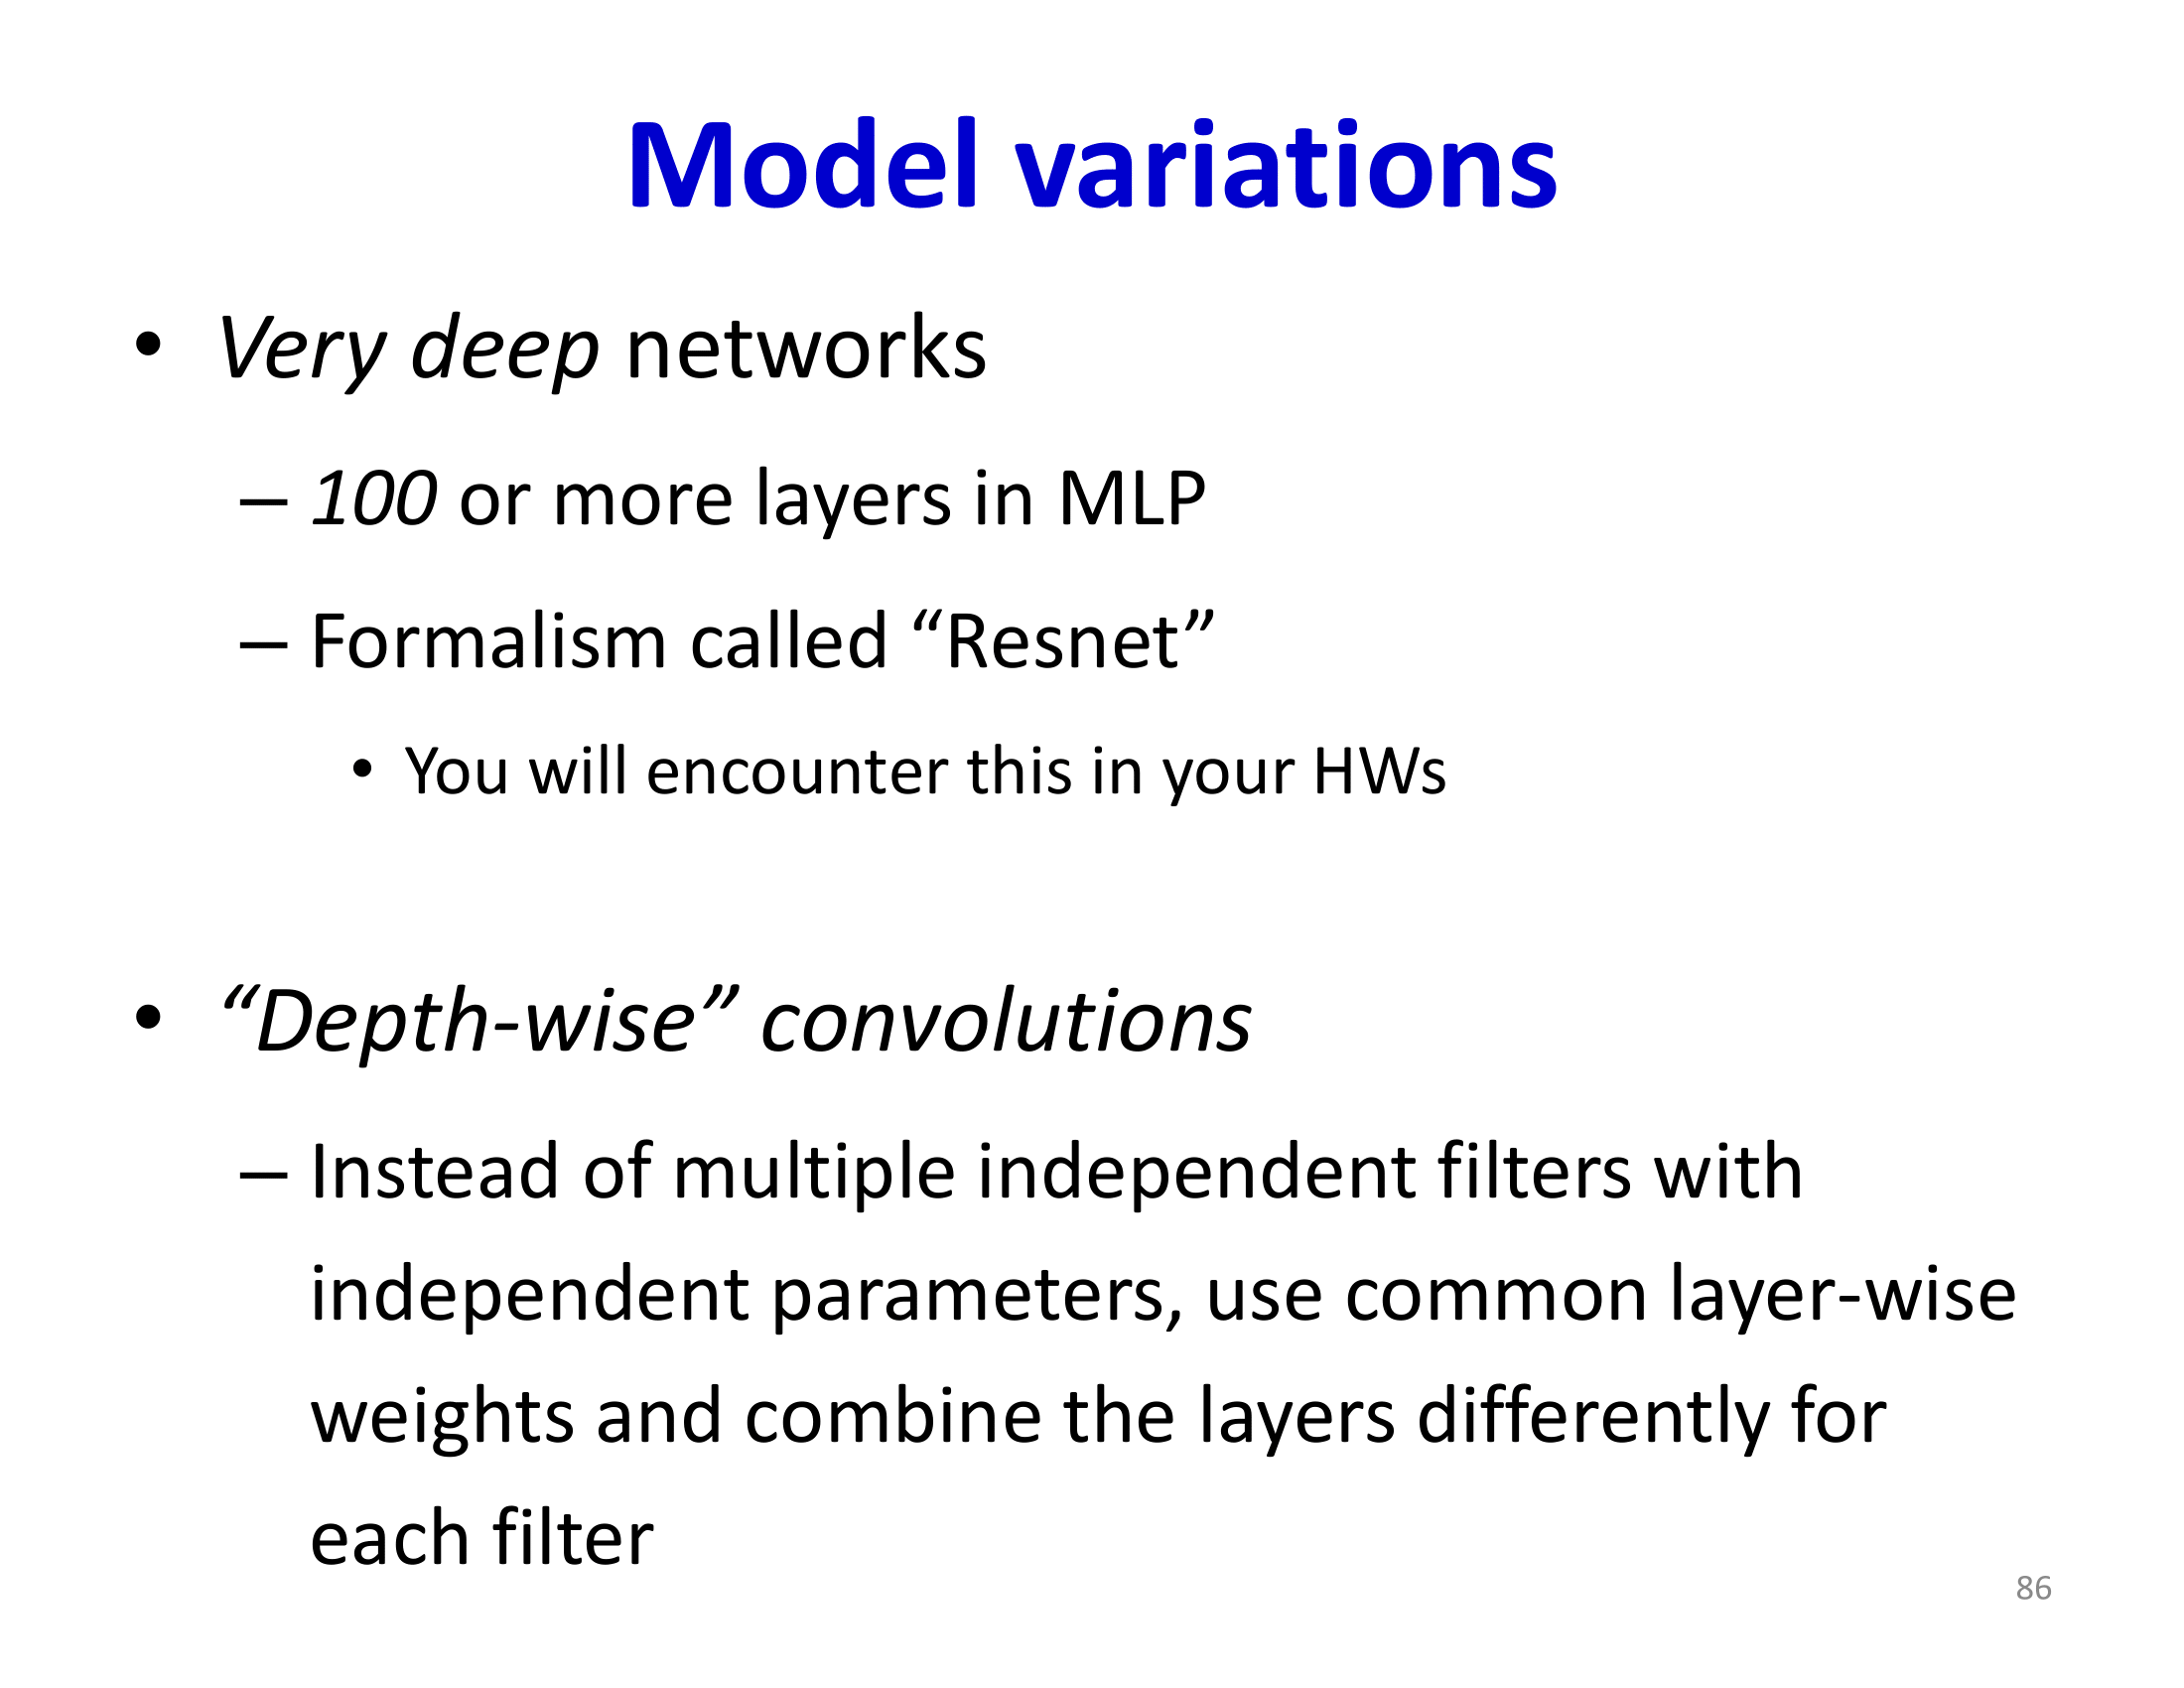 Model variations
• Very deep networks
– 100 or more layers in MLP
– Formalism called “Resnet”
• You will encounter this in your HWs
• “Depth-wise” convolutions
– Instead of multiple independent filters with
independent parameters, use common layer-wise
weights and combine the layers differently for
each filter
86